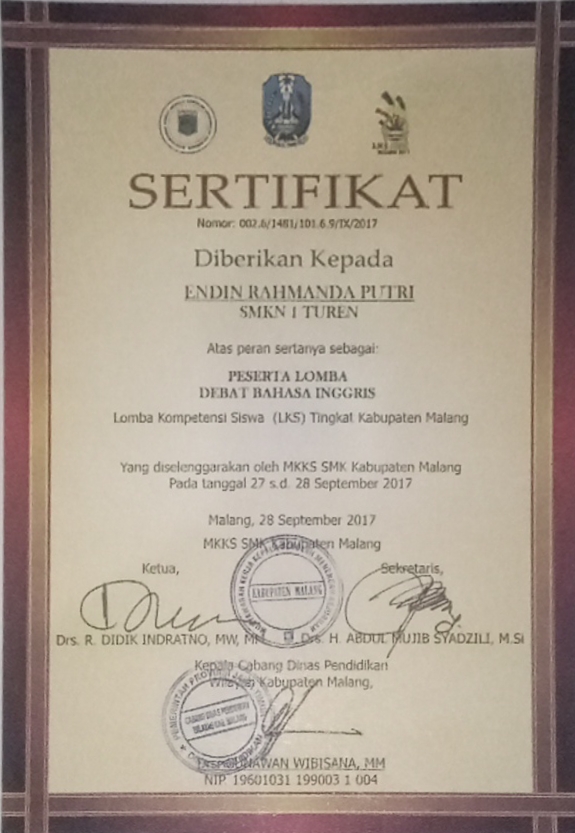 SERTIFIKAT
Nomor: 002.6/1481/101.6.9/IX/2017
Diberikan Kepada
ENDIN RAHMANDA PUTRI
SMKN 1 TUREN
Atas peran sertanya sebagai:
PESERTA LOMBA
DEBAT BAHASA INGGRIS
Lomba Kompetensi Siswa (LKS) Tingkat Kabupaten Malang
Yang diselenggarakan oleh MKKS SMK Kabupaten Malang
Pada tanggal 27 s.d. 28 September 2017
Malang, 28 September 2017
MKKS SMK Kabupaten Malang
Ketua, Sekretaris,
KABUPATEN MALANG
Drs. R. DIDIK INDRATNO, MW, MM Drs. H. ABDUL MUJIB SYADZILI, M.Si
Kepala Cabang Dinas Pendidikan
Wilayah Kabupaten Malang,
GUNAWAN WIBISANA, MM
NIP 19601031 199003 1 004